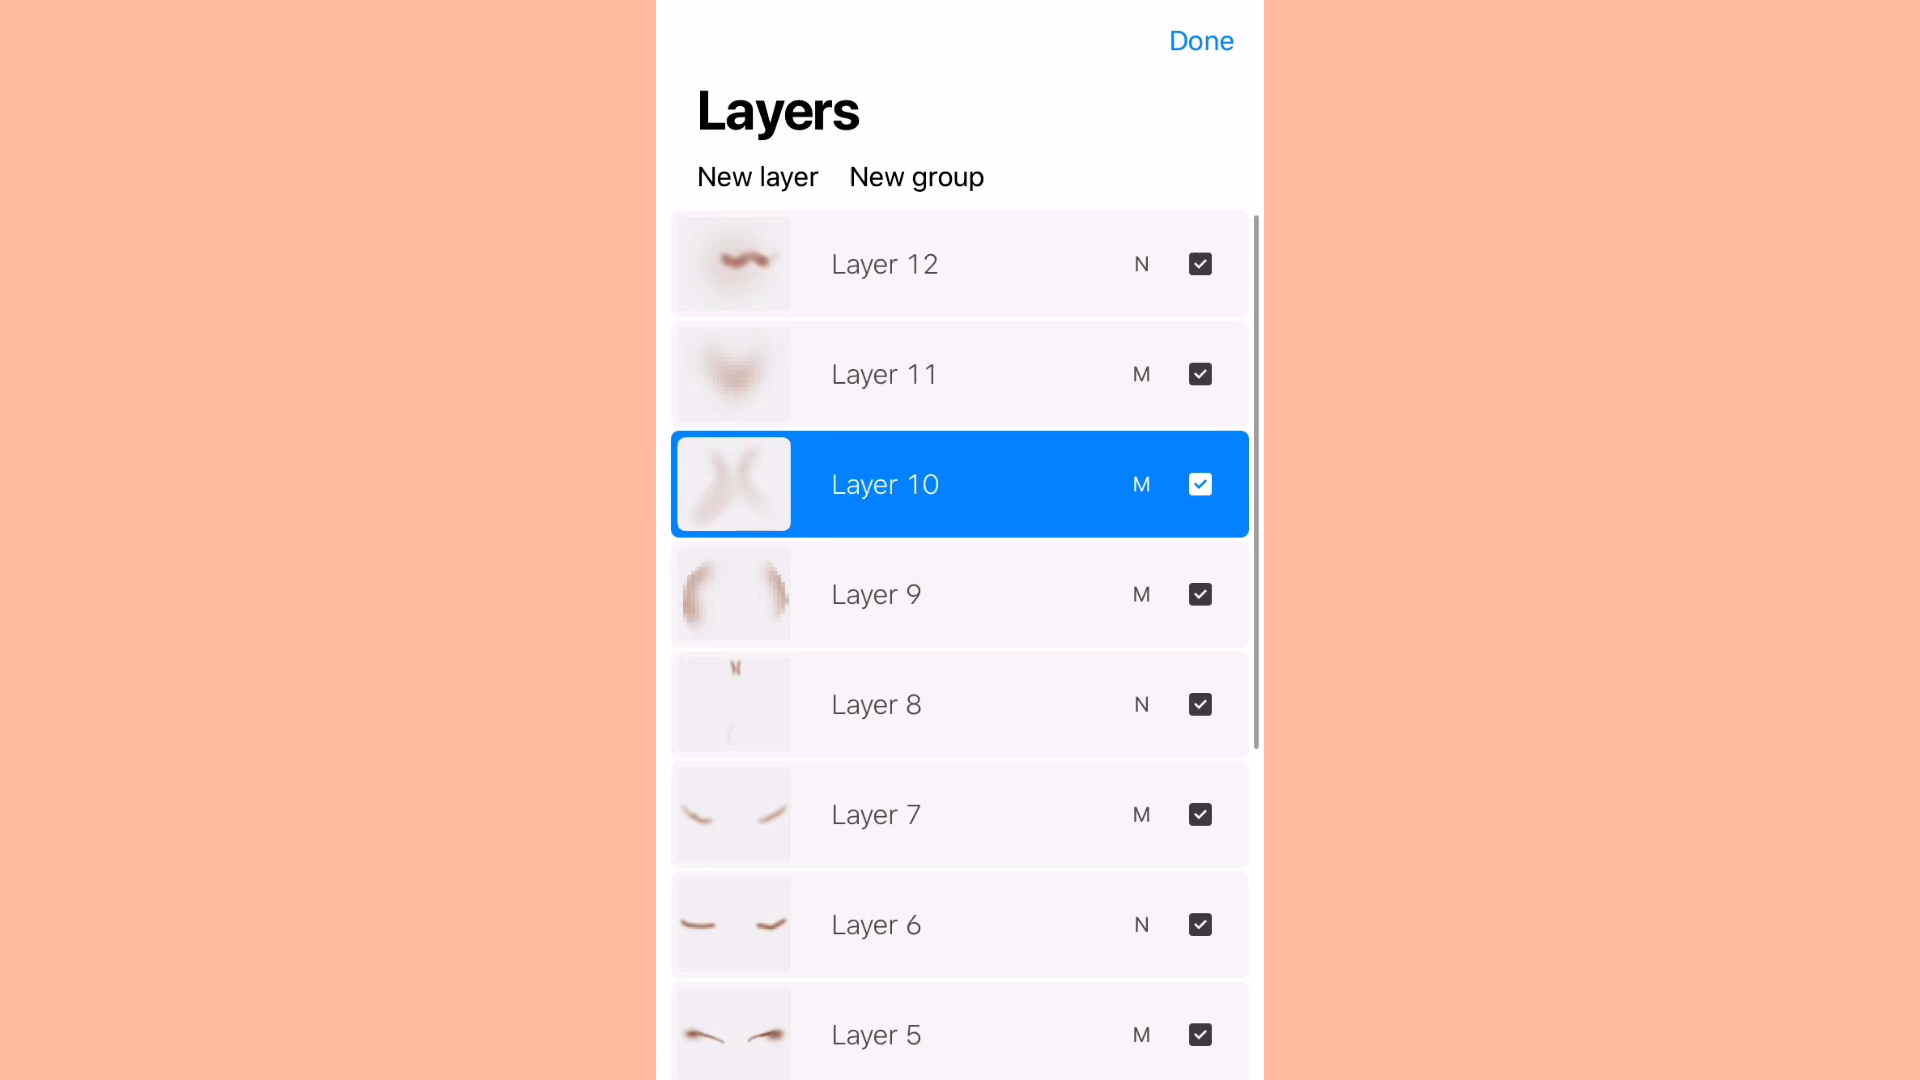 Done
Layers
New layer New group
Layer 12 N
Layer 11 M
Layer 10 M
Layer 9 M
Layer 8 N
Layer 7 M
Layer 6 N
Layer 5 M